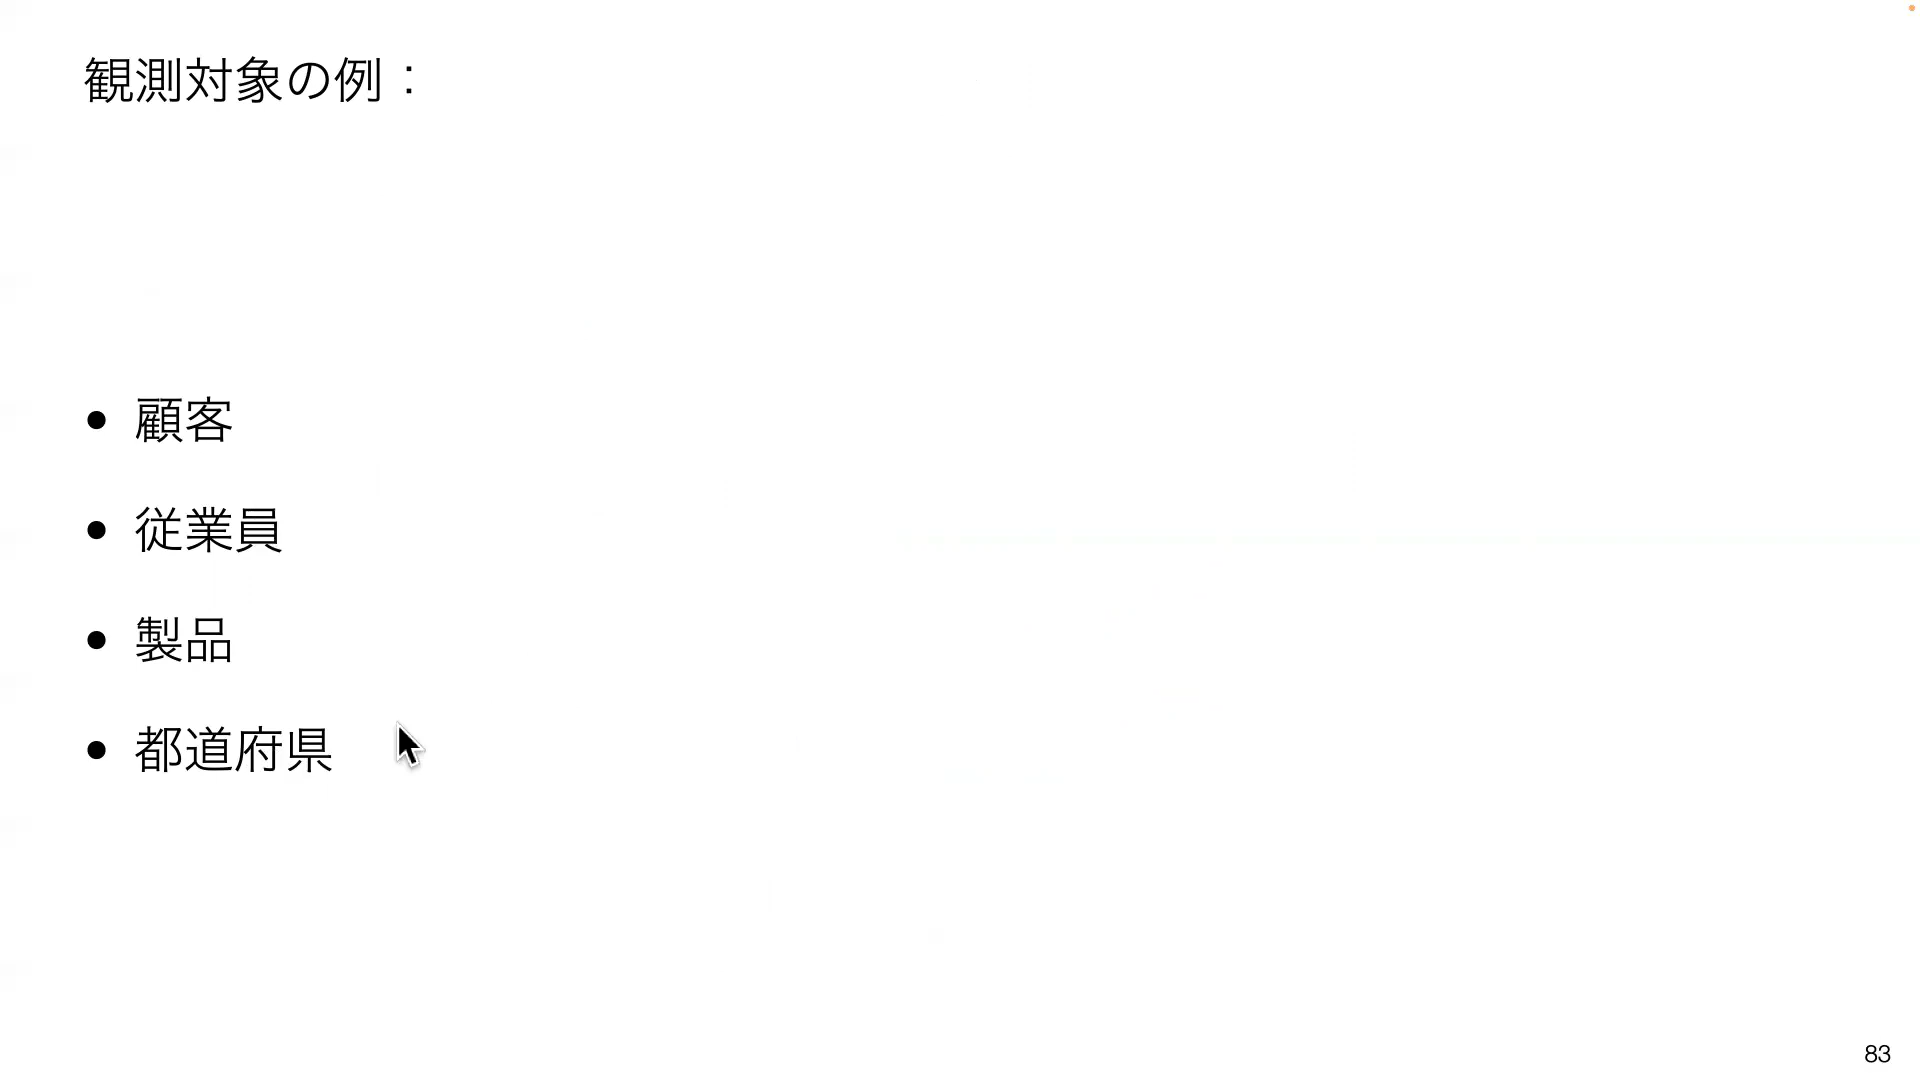 観測対象の例：
• 顧客
• 従業員
• 製品
• 都道府県
83